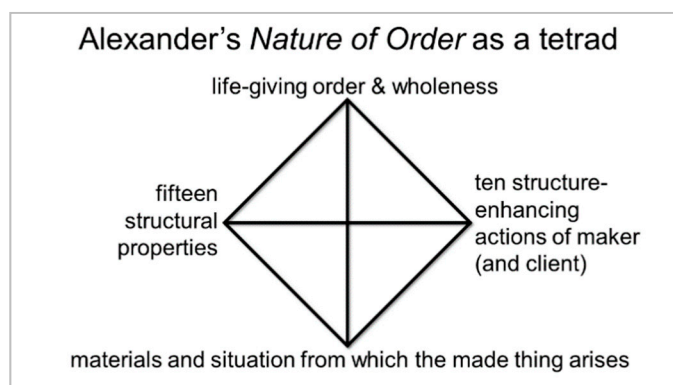 Alexander's Nature of Order as a tetrad
life-giving order & wholeness
fifteen
structural
properties
ten structure-
enhancing
actions of maker
(and client)
materials and situation from which the made thing arises